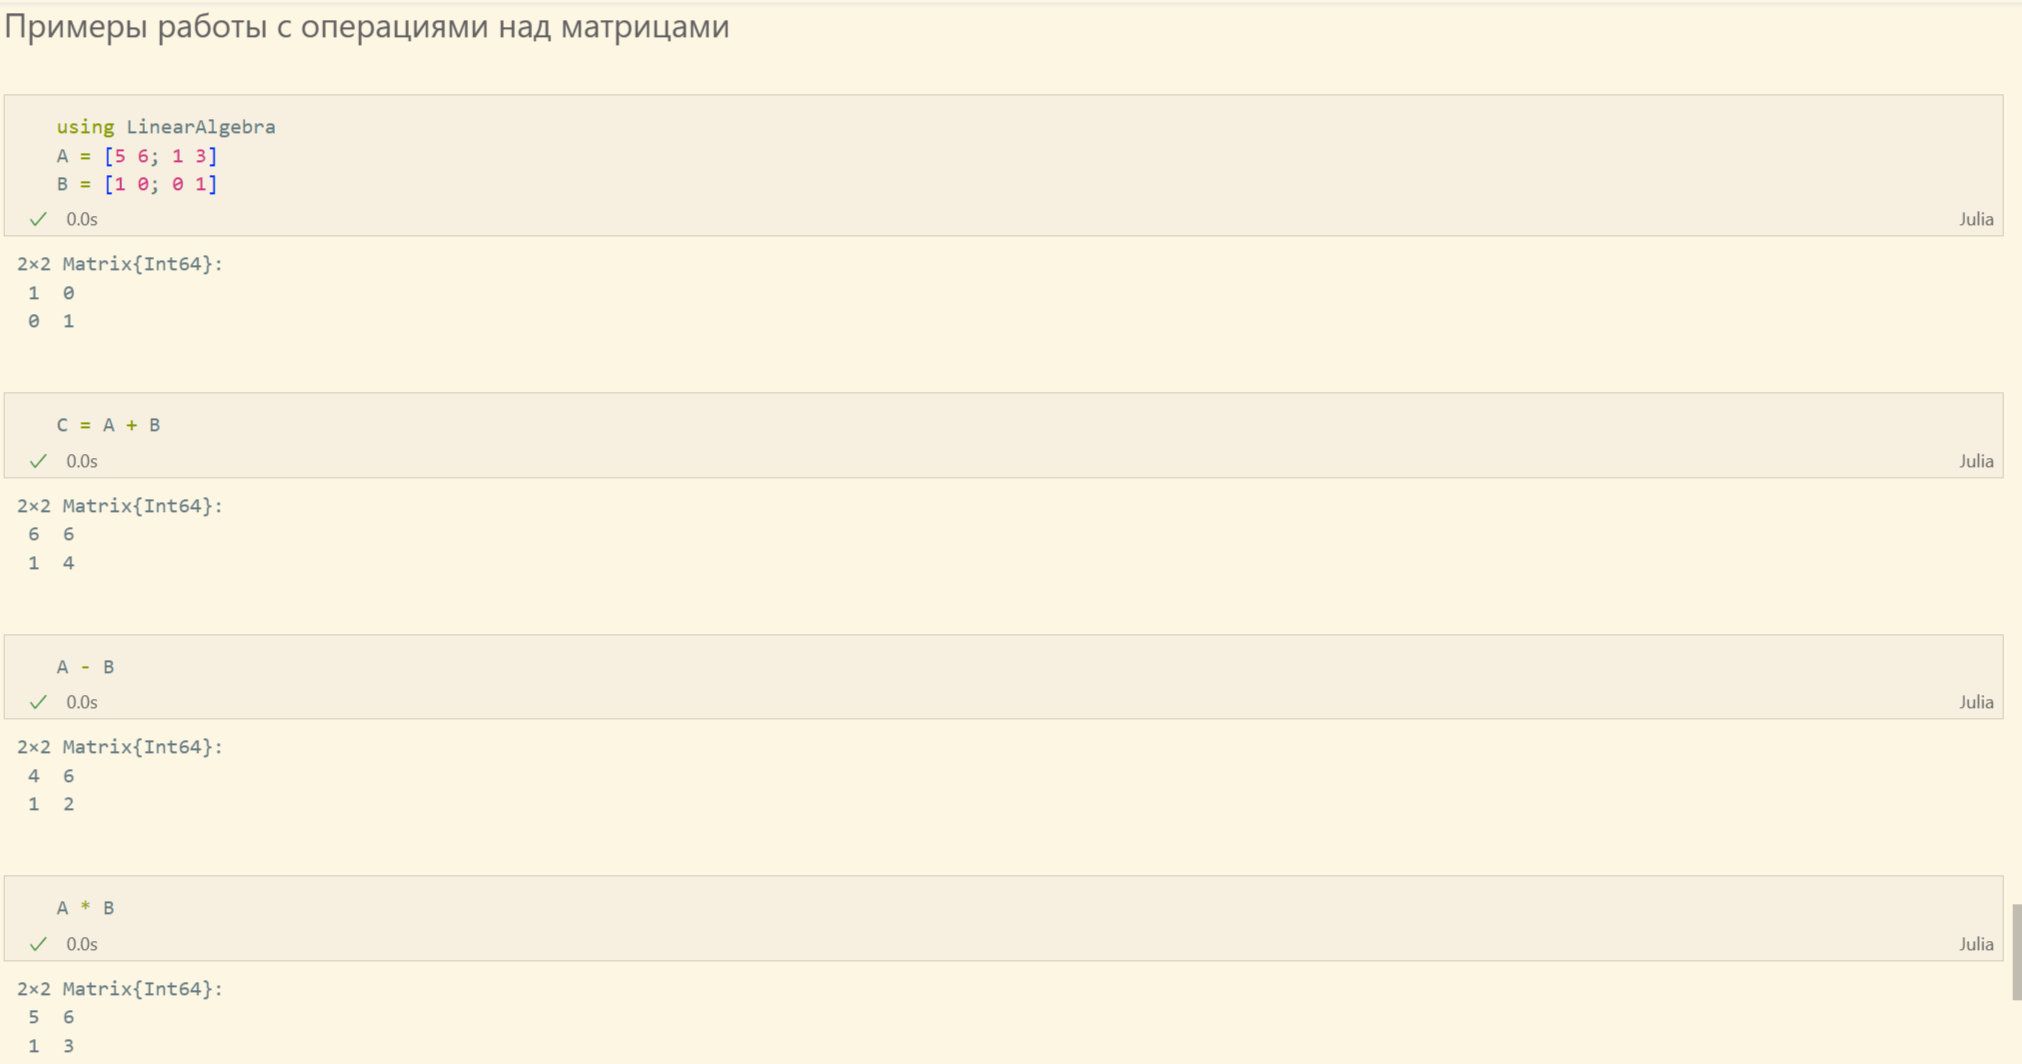 Примеры работы с операциями над матрицами
using LinearAlgebra
A = [5 6; 1 3]
B = [1 0; 0 1]
0.0s
Julia
2×2 Matrix{Int64}:
1 0
0 1
C = A + B
0.0s
Julia
2×2 Matrix{Int64}:
6 6
1 4
A - B
0.0s
Julia
2×2 Matrix{Int64}:
4 6
1 2
A * B
0.0s
Julia
2×2 Matrix{Int64}:
5 6
1 3